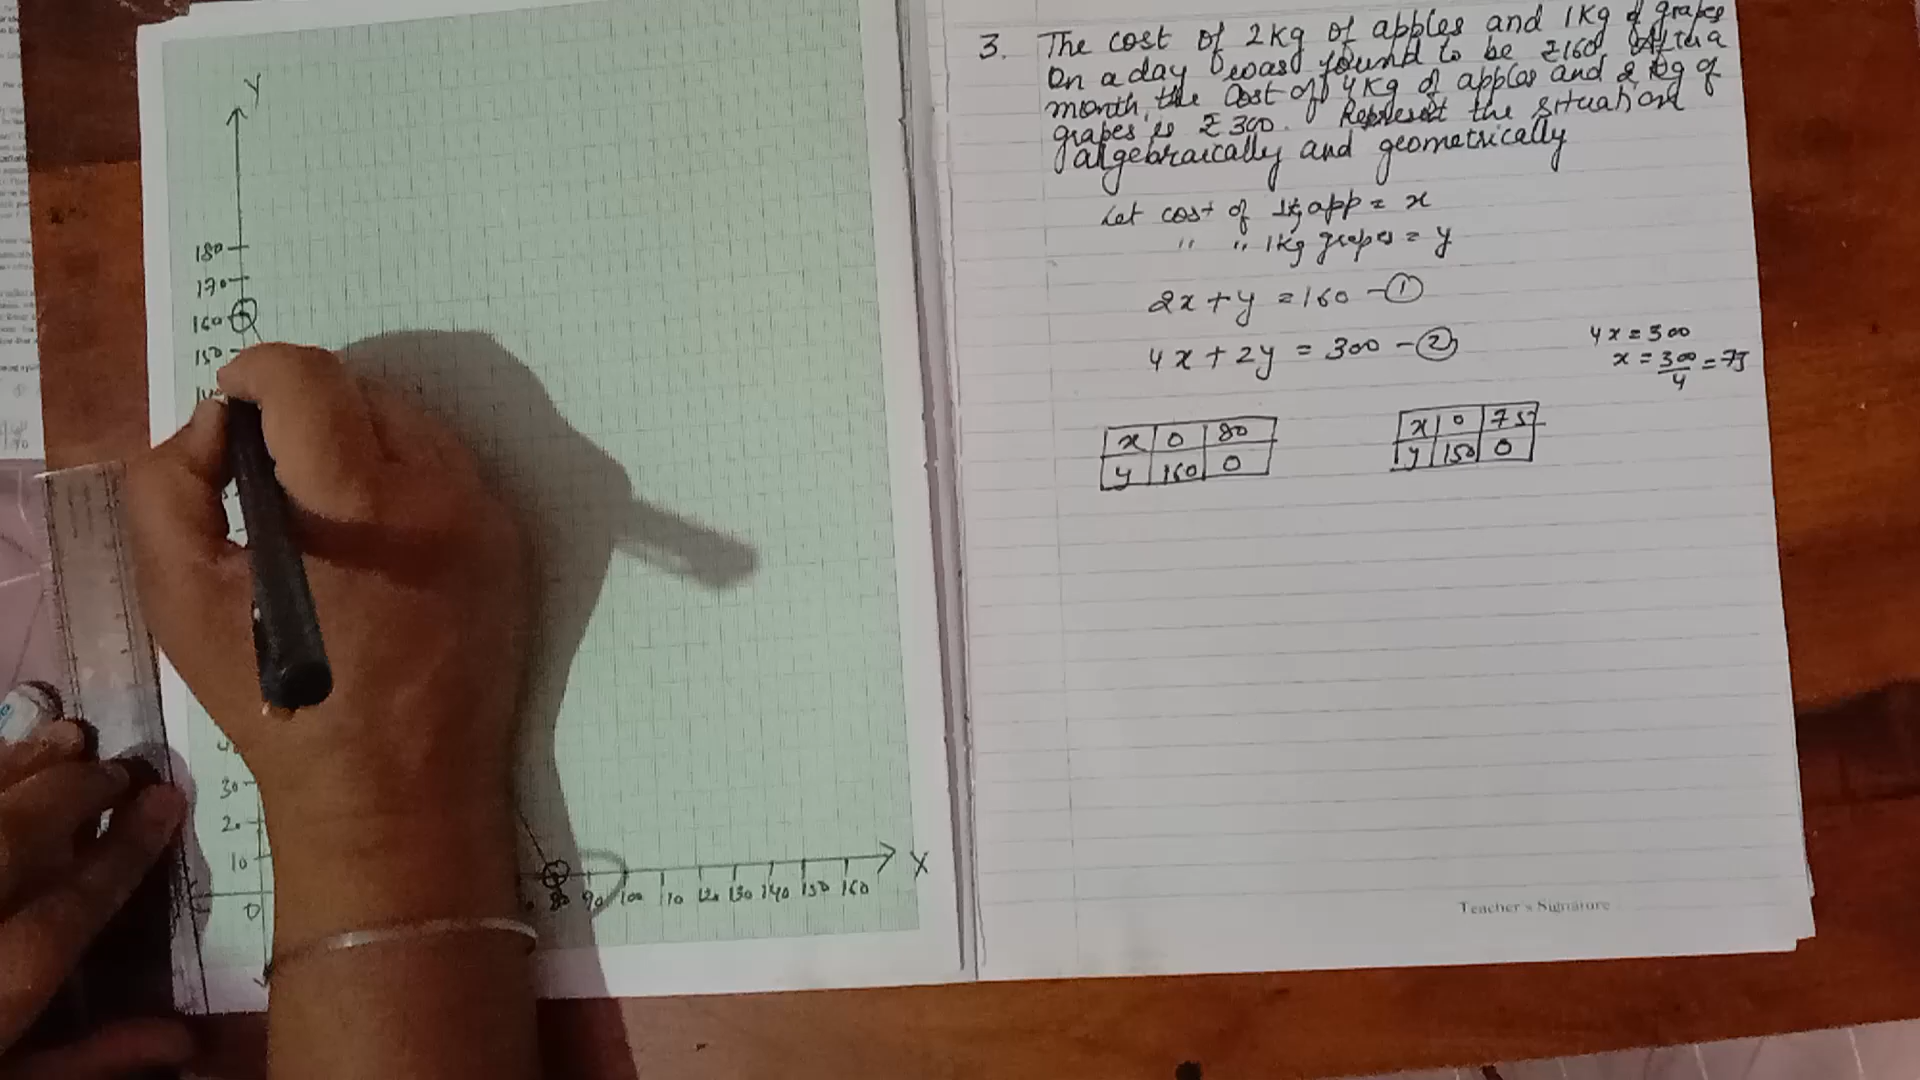 Y
180
170
160
150
30
20
10
0
80 90 100 110 120 130 140 150 160
X
3. The cost of 2kg of apples and 1kg of grapes
on a day was found to be ₹160. After a
month, the cost of 4kg of apples and 2 kg of
grapes is ₹300. Represent the situation
algebraically and geometrically
Let cost of 1kg app = x
" " 1kg grapes = y
2x + y = 160 - ①
4x + 2y = 300 - ②
4x = 300
x = 300/4 = 75
x 0 80
y 160 0
x 0 75
y 150 0
Teacher's Signature